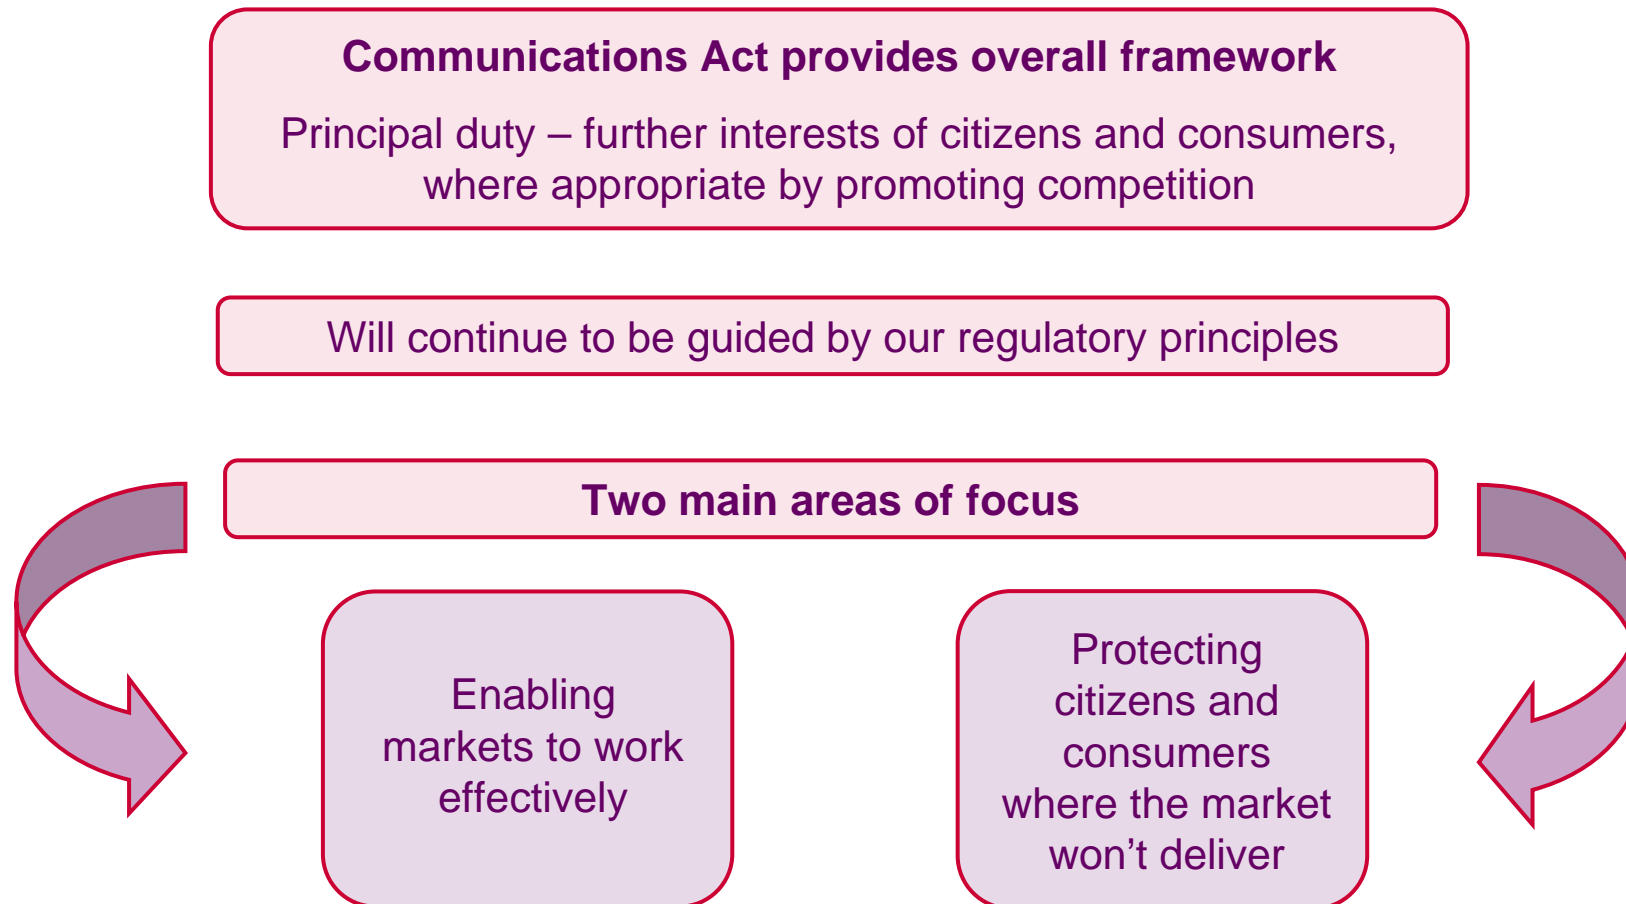 Communications Act provides overall framework
Principal duty – further interests of citizens and consumers,
where appropriate by promoting competition
Will continue to be guided by our regulatory principles
Two main areas of focus
Enabling
markets to work
effectively
Protecting
citizens and
consumers
where the market
won’t deliver